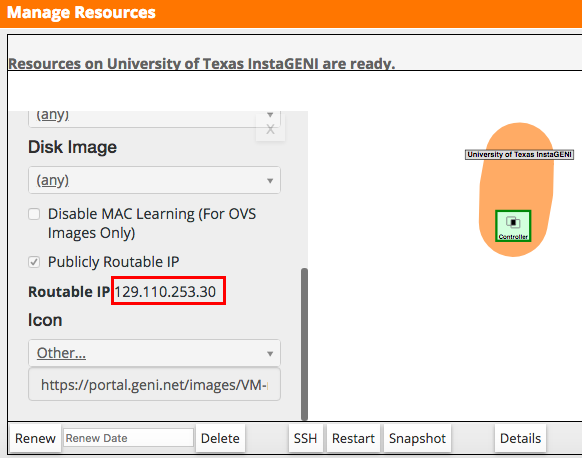 Manage Resources
Resources on University of Texas InstaGENI are ready.
(any)
X
Disk Image
(any)
Disable MAC Learning (For OVS
Images Only)
Publicly Routable IP
Routable IP 129.110.253.30
Icon
Other...
https://portal.geni.net/images/VM-
University of Texas InstaGENI
Controller
Renew Renew Date Delete SSH Restart Snapshot Details